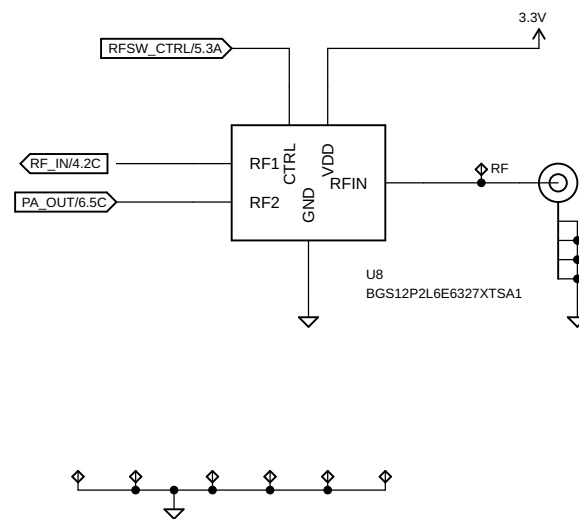 3.3V
RFSW_CTRL/5.3A
RF_IN/4.2C
PA_OUT/6.5C
RF1
RF2
CTRL
VDD
GND
RFIN
RF
U8
BGS12P2L6E6327XTSA1